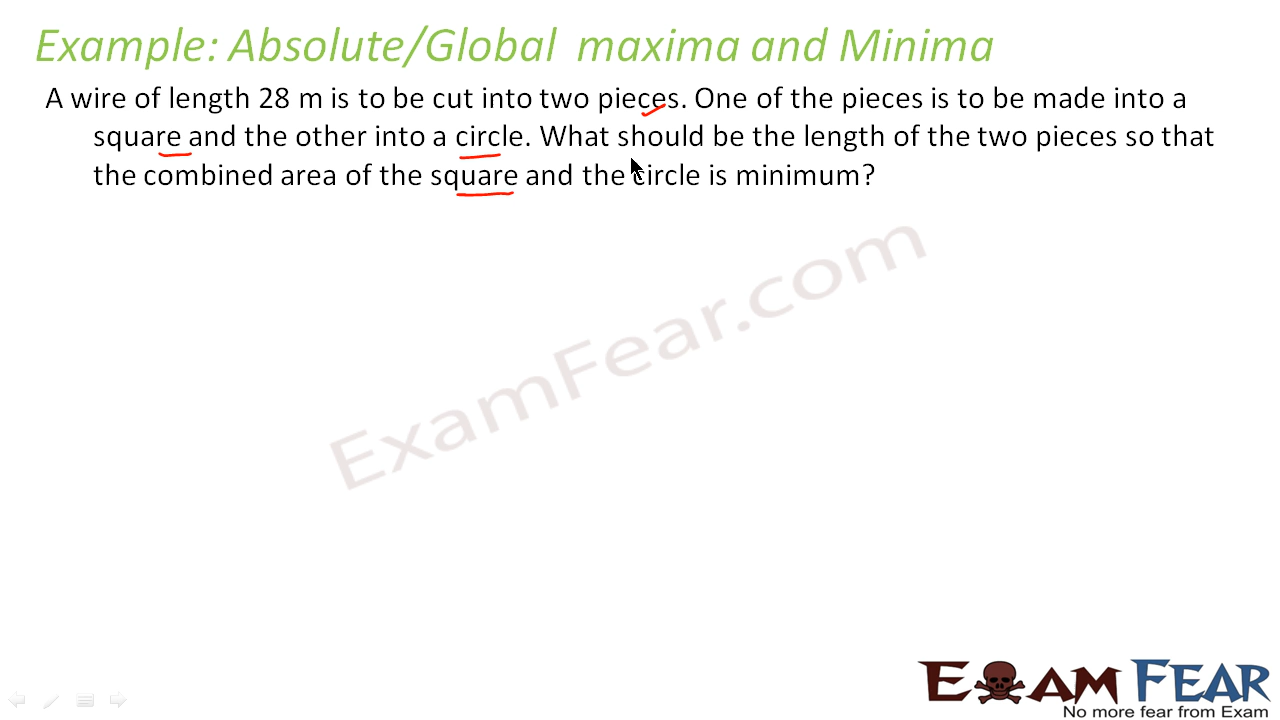 Example: Absolute/Global maxima and Minima
A wire of length 28 m is to be cut into two pieces. One of the pieces is to be made into a
square and the other into a circle. What should be the length of the two pieces so that
the combined area of the square and the circle is minimum?
ExamFear.com
EXAM FEAR
No more fear from Exam